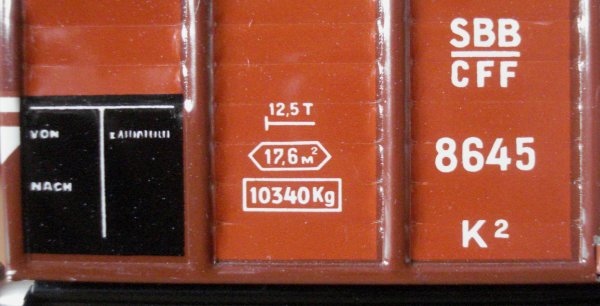 VON
NACH
12,5 T
17,6 M²
10340 Kg
SBB
CFF
8645
K²